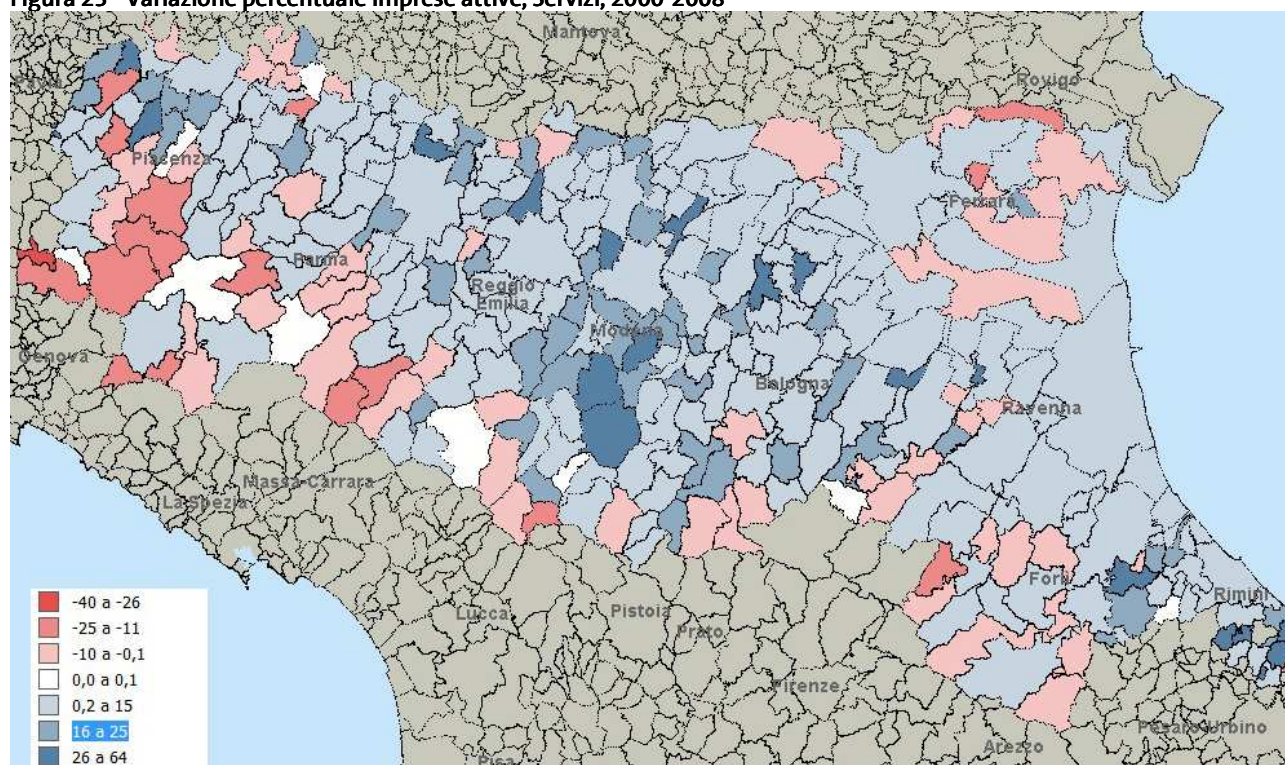 Figura 25 - Variazione percentuale imprese attive, Servizi, 2000-2008
Mantova
Pavia
Rovigo
Piacenza
Ferrara
Parma
Reggio
Emilia
Modena
Genova
Bologna
Ravenna
Massa-Carrara
La Spezia
Forlì
Rimini
Lucca
Pistoia
Prato
Firenze
Pesaro-Urbino
Arezzo
Pisa
-40 a -26
-25 a -11
-10 a -0,1
0,0 a 0,1
0,2 a 15
16 a 25
26 a 64